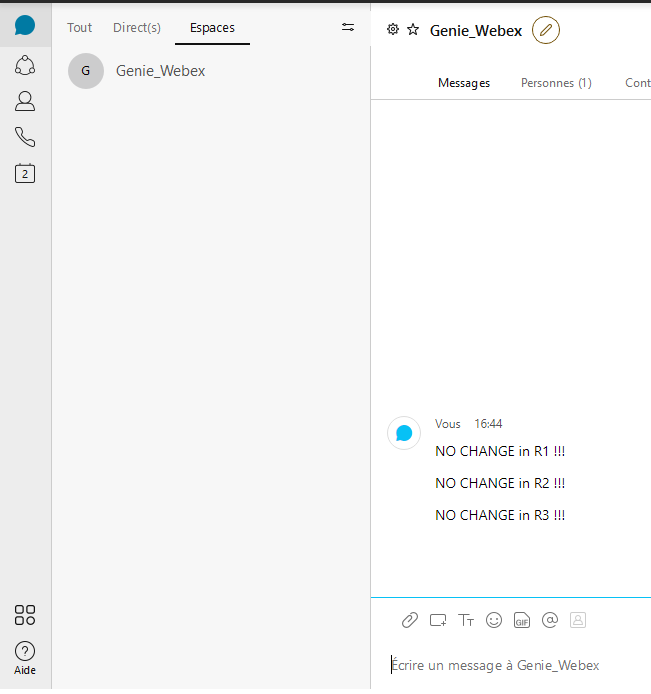 Tout Direct(s) Espaces
G Genie_Webex
2
Aide
Genie_Webex
Messages Personnes (1) Cont
Vous 16:44
NO CHANGE in R1 !!!
NO CHANGE in R2 !!!
NO CHANGE in R3 !!!
GIF
Écrire un message à Genie_Webex